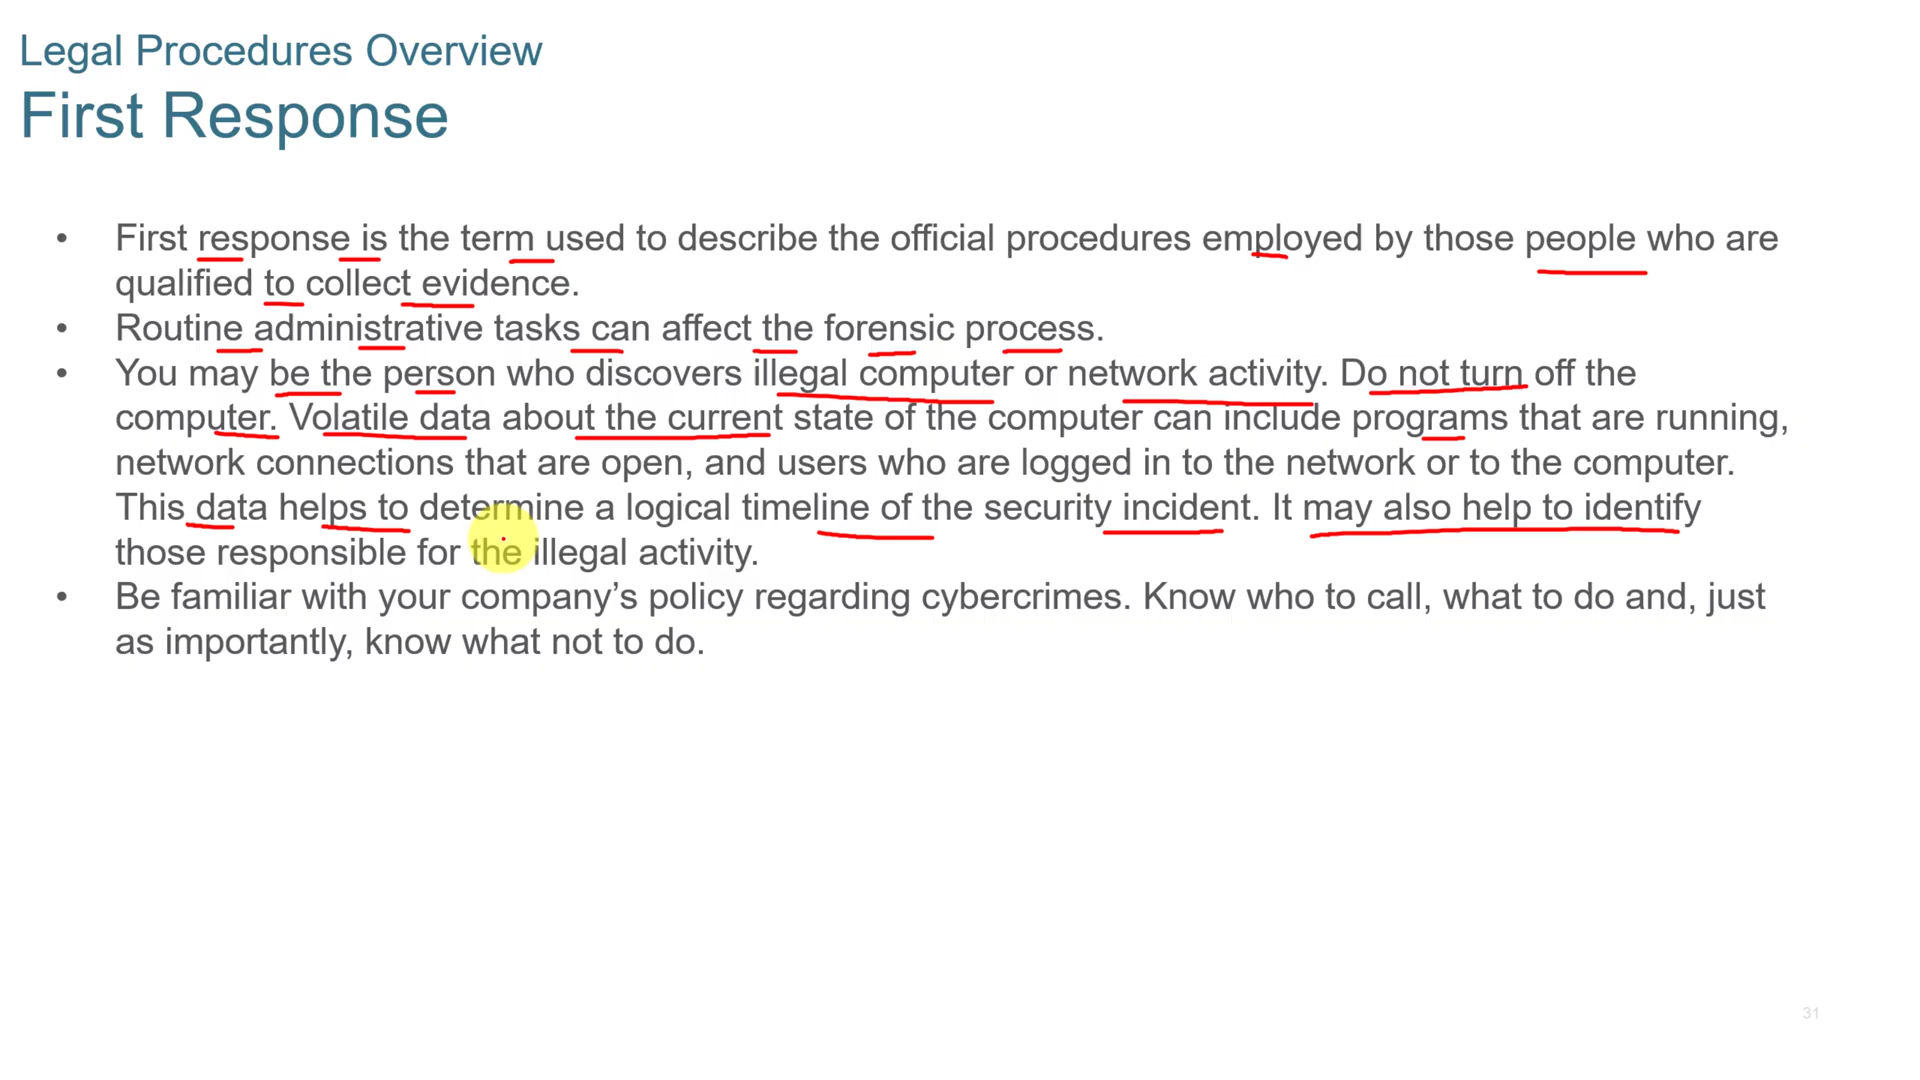 Legal Procedures Overview
First Response
• First response is the term used to describe the official procedures employed by those people who are
qualified to collect evidence.
• Routine administrative tasks can affect the forensic process.
• You may be the person who discovers illegal computer or network activity. Do not turn off the
computer. Volatile data about the current state of the computer can include programs that are running,
network connections that are open, and users who are logged in to the network or to the computer.
This data helps to determine a logical timeline of the security incident. It may also help to identify
those responsible for the illegal activity.
• Be familiar with your company’s policy regarding cybercrimes. Know who to call, what to do and, just
as importantly, know what not to do.
31